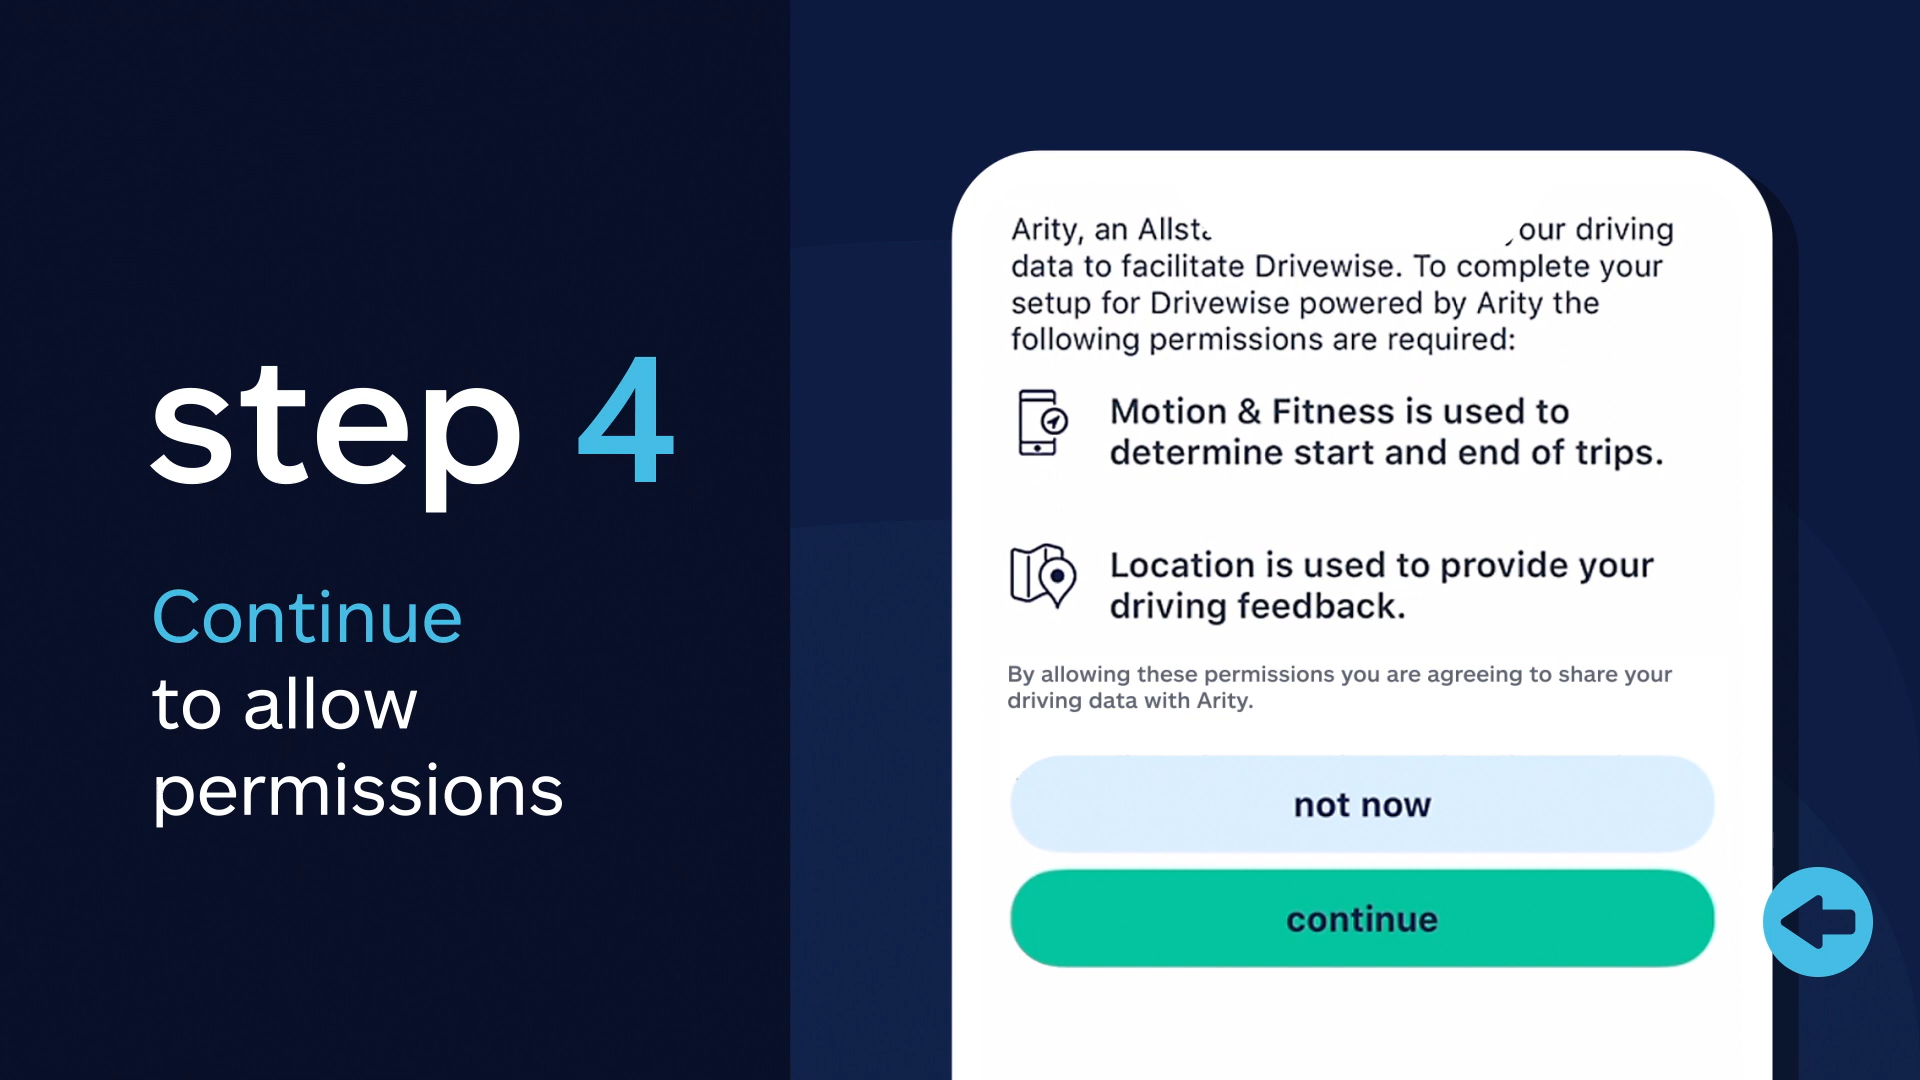 step 4
Continue
to allow
permissions
Arity, an our driving
data to facilitate Drivewise. To complete your
setup for Drivewise powered by Arity the
following permissions are required:
Motion & Fitness is used to
determine start and end of trips.
Location is used to provide your
driving feedback.
By allowing these permissions you are agreeing to share your
driving data with Arity.
not now
continue